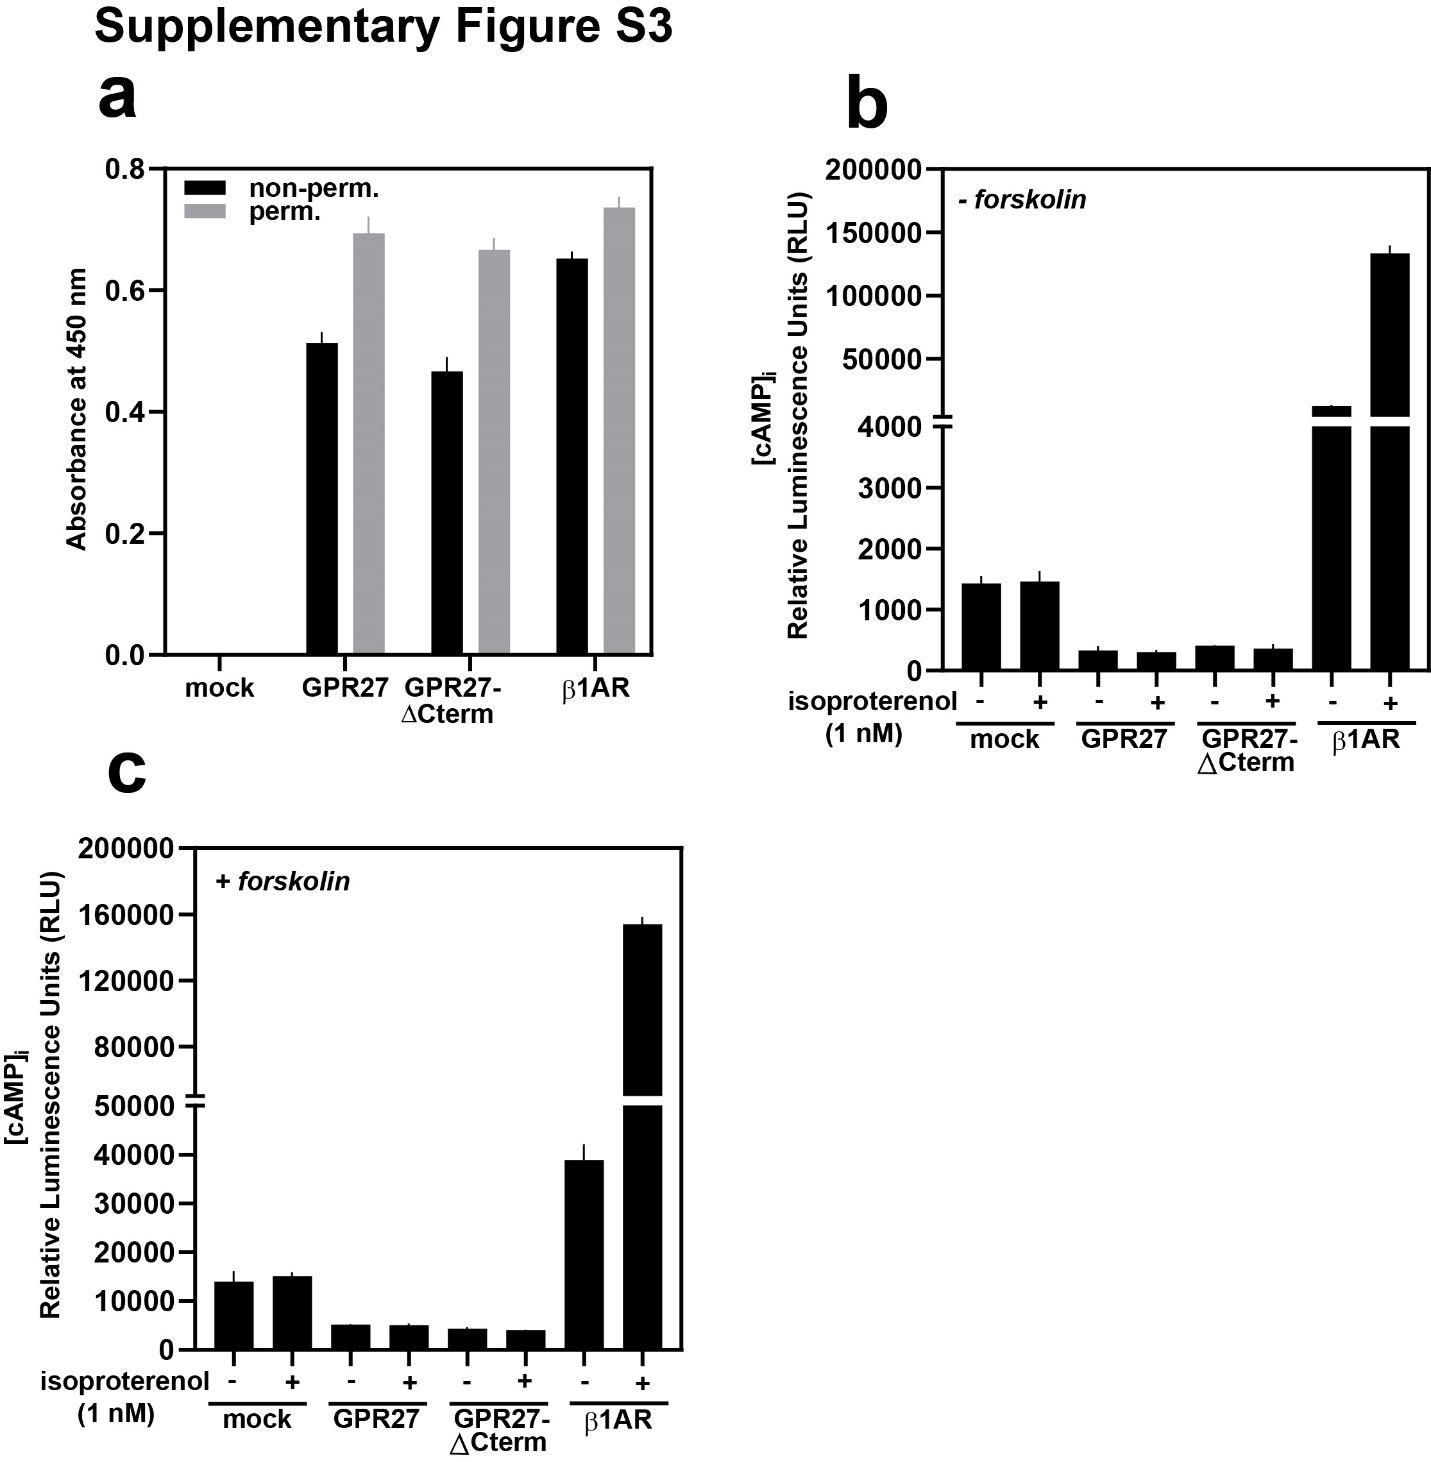 Supplementary Figure S3
a
0.8
0.6
0.4
0.2
0.0
Absorbance at 450 nm
non-perm.
perm.
mock
GPR27
GPR27-
ΔCterm
β1AR
b
200000
150000
100000
50000
4000
3000
2000
1000
0
[cAMP]i
Relative Luminescence Units (RLU)
- forskolin
isoproterenol - + - + - + - +
(1 nM)
mock
GPR27
GPR27-
ΔCterm
β1AR
c
200000
160000
120000
80000
50000
40000
30000
20000
10000
0
[cAMP]i
Relative Luminescence Units (RLU)
+ forskolin
isoproterenol - + - + - + - +
(1 nM)
mock
GPR27
GPR27-
ΔCterm
β1AR